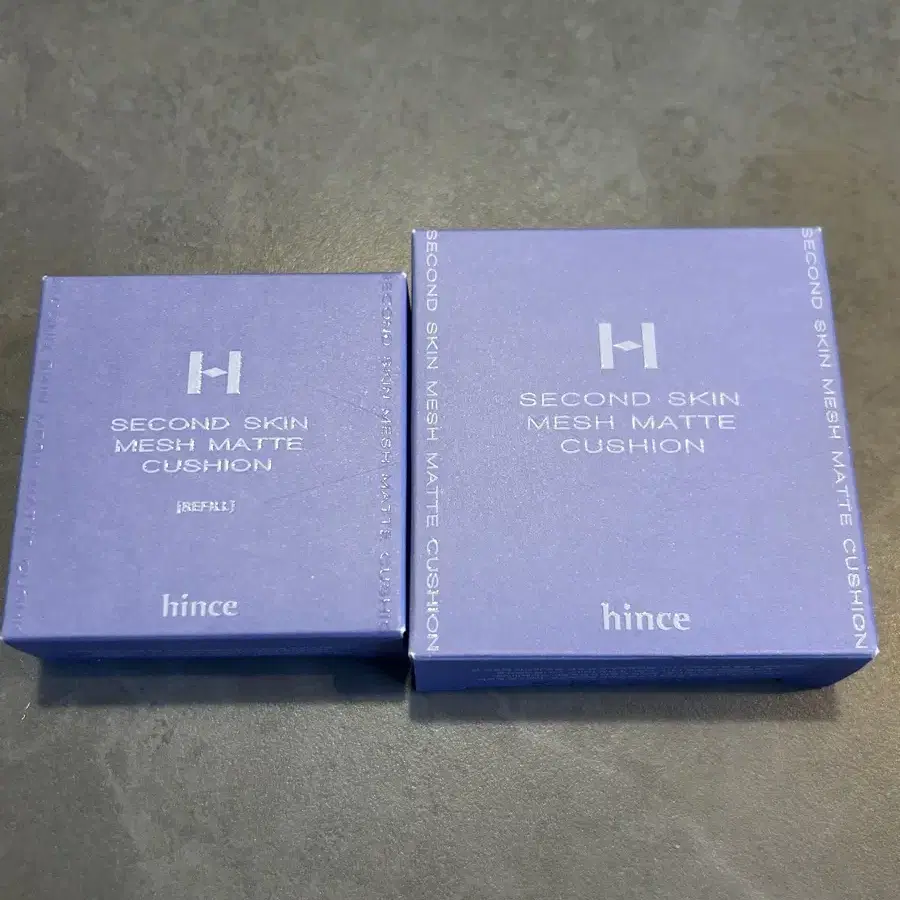 H
SECOND SKIN
MESH MATTE
CUSHION
[REFILL]
hince
SECOND SKIN MESH MATTE CUSHION
H
SECOND SKIN
MESH MATTE
CUSHION
hince
SECOND SKIN MESH MATTE CUSHION
SECOND SKIN MESH MATTE CUSHION